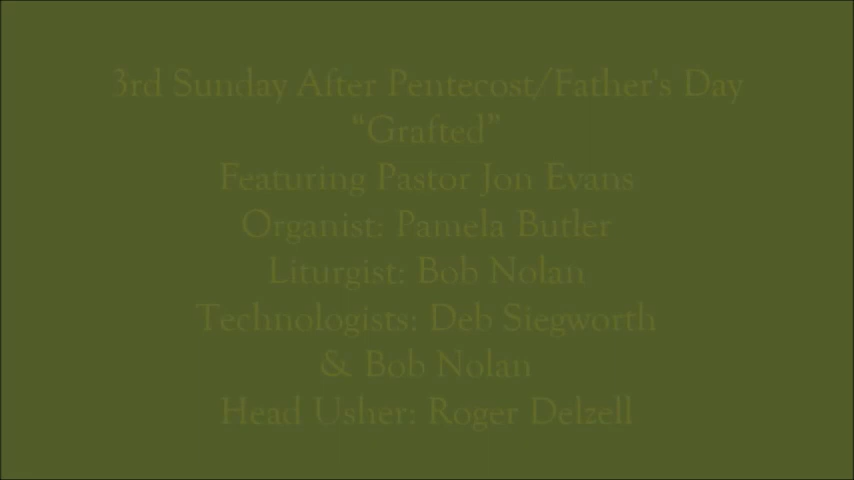 3rd Sunday After Pentecost/Father's Day
“Grafted”
Featuring Pastor Jon Evans
Organist: Pamela Butler
Liturgist: Bob Nolan
Technologists: Deb Siegworth
& Bob Nolan
Head Usher: Roger Delzell